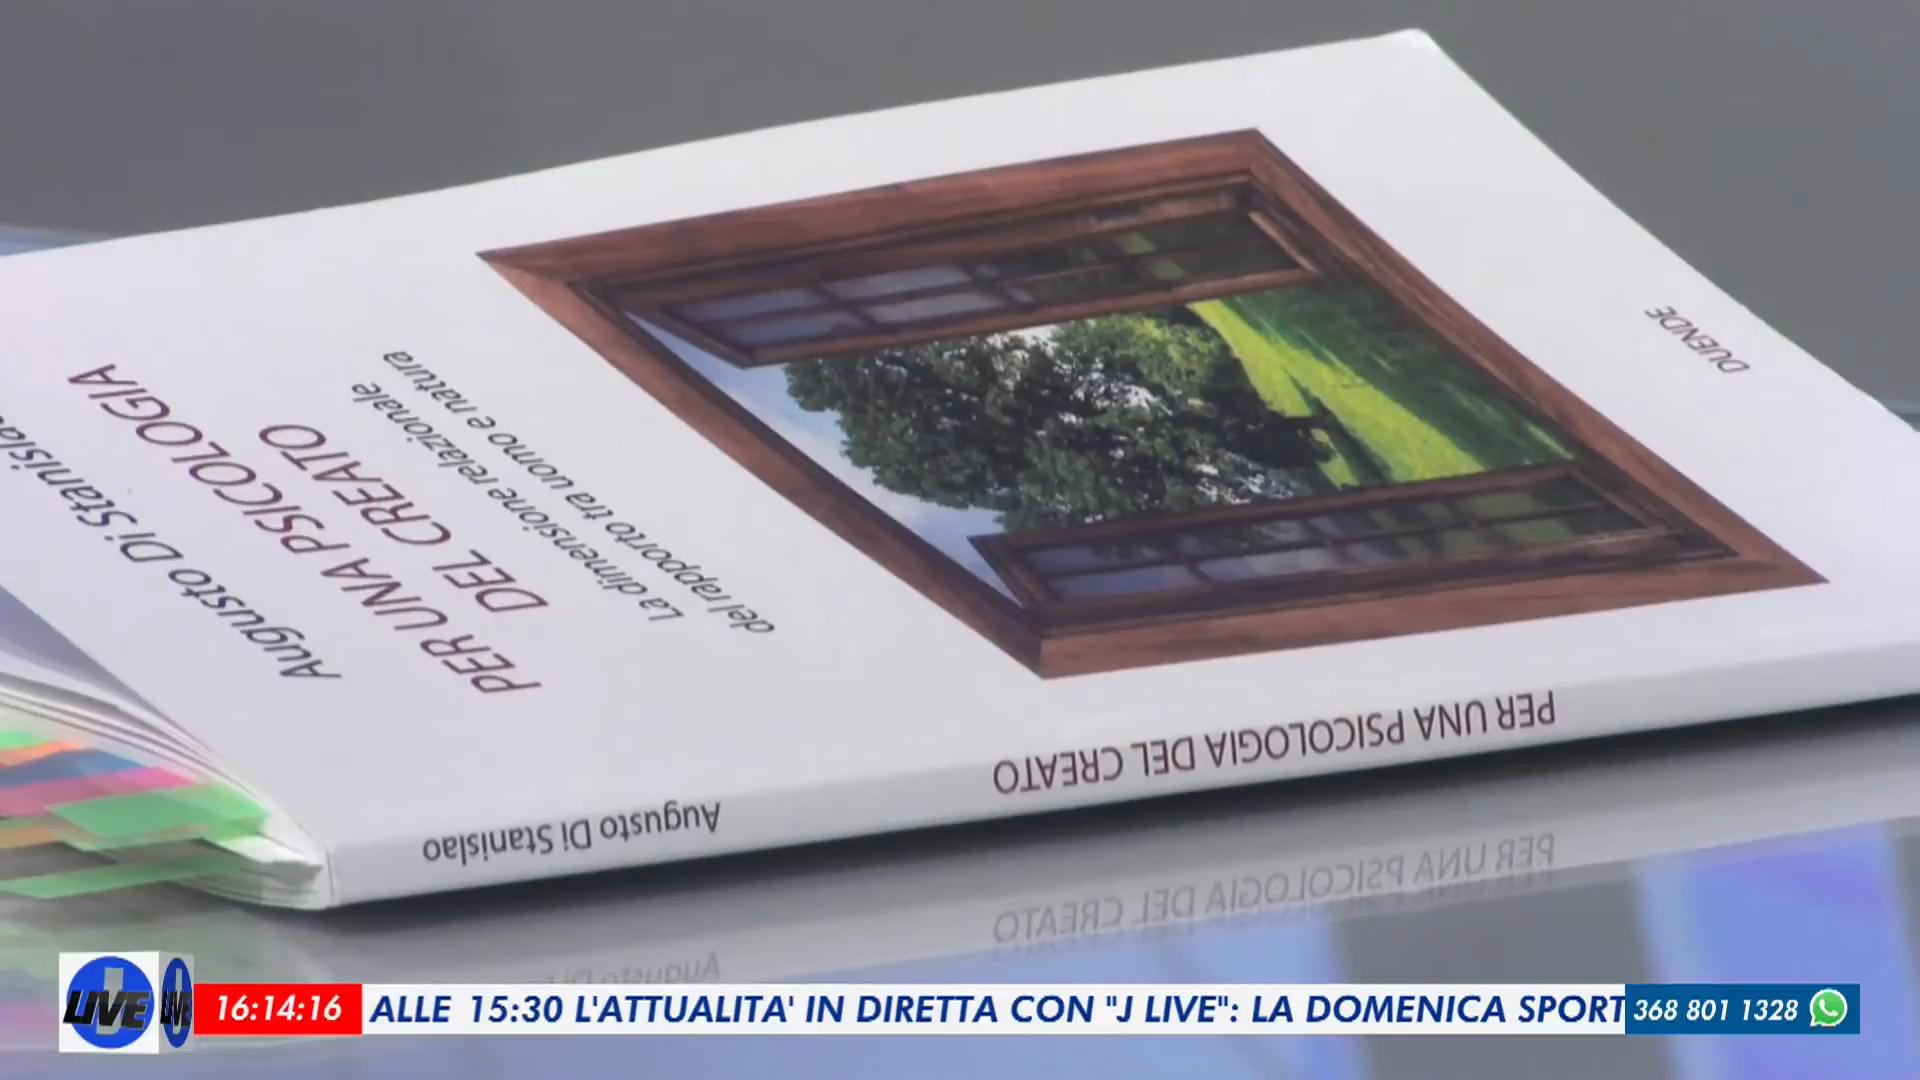 Augusto Di Stanislao
PER UNA PSICOLOGIA
DEL CREATO
La dimensione relazionale
del rapporto tra uomo e natura
DUENDE
Augusto Di Stanislao PER UNA PSICOLOGIA DEL CREATO
J LIVE
16:14:16 ALLE 15:30 L'ATTUALITA' IN DIRETTA CON "J LIVE": LA DOMENICA SPORT 368 801 1328